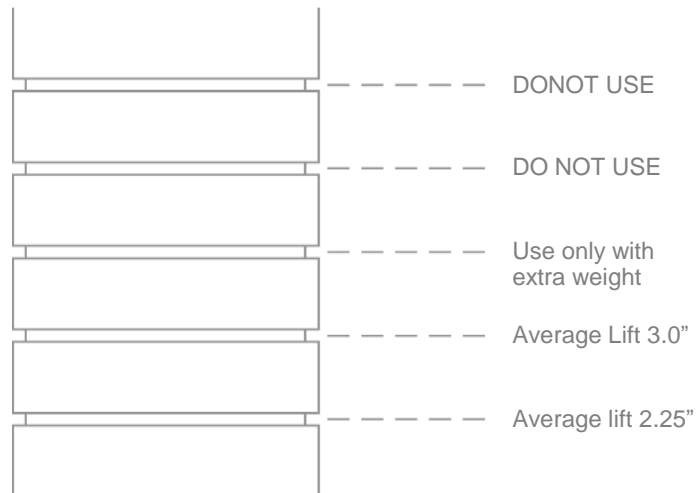 DONOT USE
DO NOT USE
Use only with
extra weight
Average Lift 3.0”
Average lift 2.25”